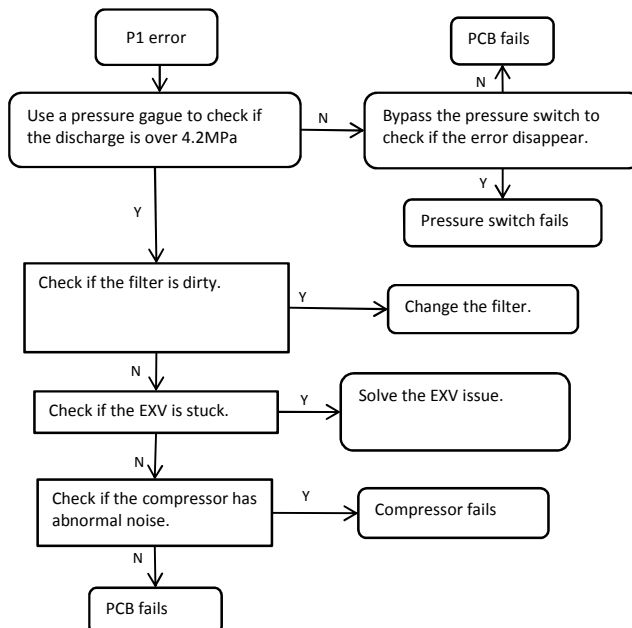 P1 error
PCB fails
N
Use a pressure gague to check if
the discharge is over 4.2MPa
N
Bypass the pressure switch to
check if the error disappear.
Y
Y
Pressure switch fails
Check if the filter is dirty.
Y
Change the filter.
N
Check if the EXV is stuck.
Y
Solve the EXV issue.
N
Check if the compressor has
abnormal noise.
Y
Compressor fails
N
PCB fails